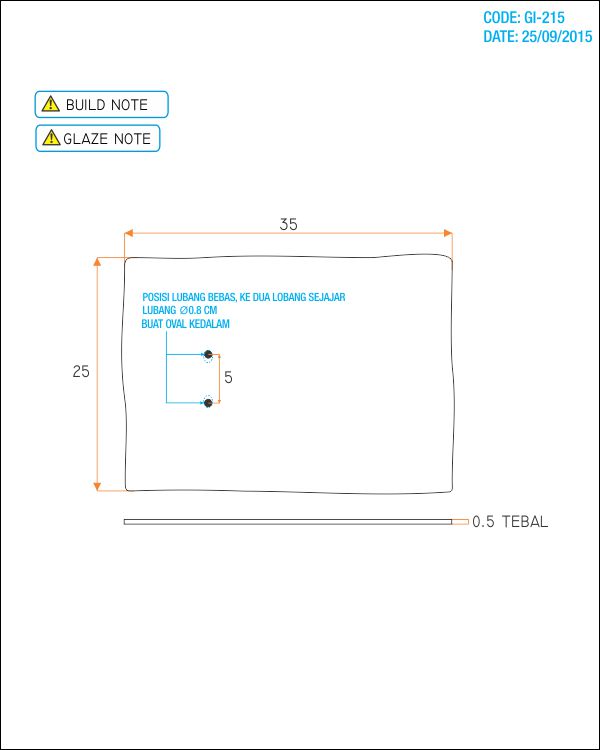 CODE: GI-215
DATE: 25/09/2015
BUILD NOTE
GLAZE NOTE
35
POSISI LUBANG BEBAS, KE DUA LOBANG SEJAJAR
LUBANG ∅0.8 CM
BUAT OVAL KEDALAM
25
5
0.5 TEBAL